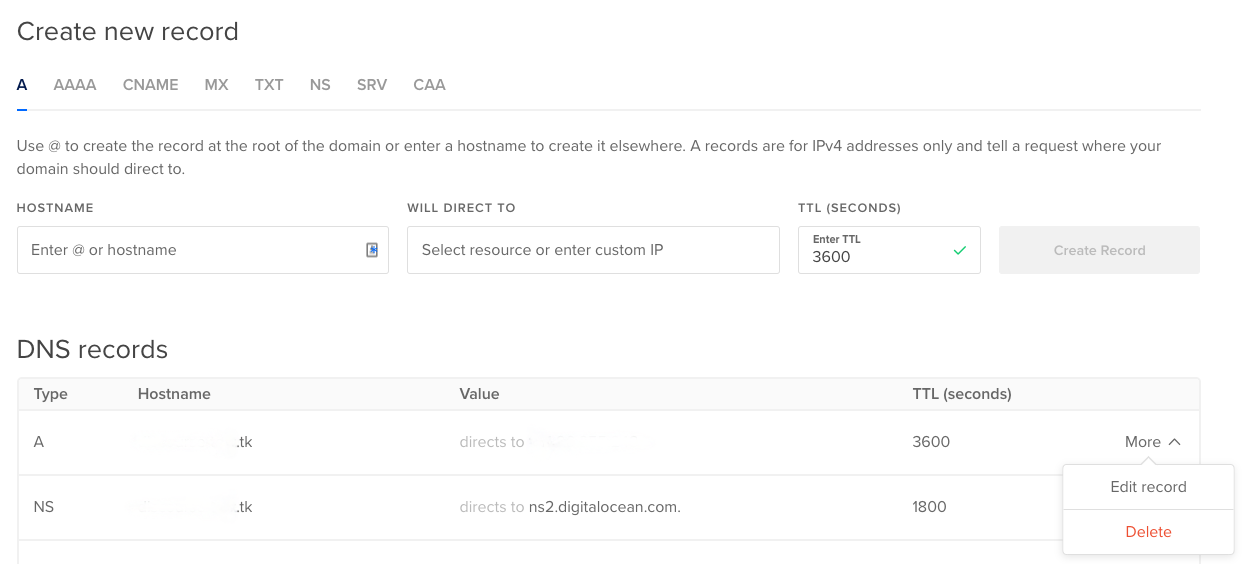 Create new record
A AAAA CNAME MX TXT NS SRV CAA
Use @ to create the record at the root of the domain or enter a hostname to create it elsewhere. A records are for IPv4 addresses only and tell a request where your
domain should direct to.
HOSTNAME WILL DIRECT TO TTL (SECONDS)
Enter @ or hostname Select resource or enter custom IP Enter TTL 3600 Create Record
DNS records
Type Hostname Value TTL (seconds)
A .tk directs to 3600 More
Edit record
NS .tk directs to ns2.digitalocean.com. 1800
Delete